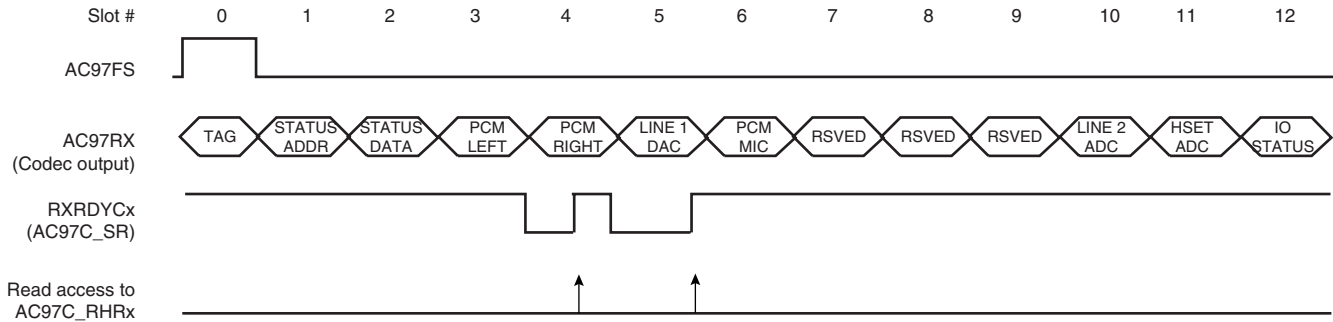 Slot # 0 1 2 3 4 5 6 7 8 9 10 11 12
AC97FS
AC97RX
(Codec output)
TAG
STATUS
ADDR
STATUS
DATA
PCM
LEFT
PCM
RIGHT
LINE 1
DAC
PCM
MIC
RSVED
RSVED
RSVED
LINE 2
ADC
HSET
ADC
IO
STATUS
RXRDYCx
(AC97C_SR)
Read access to
AC97C_RHRx